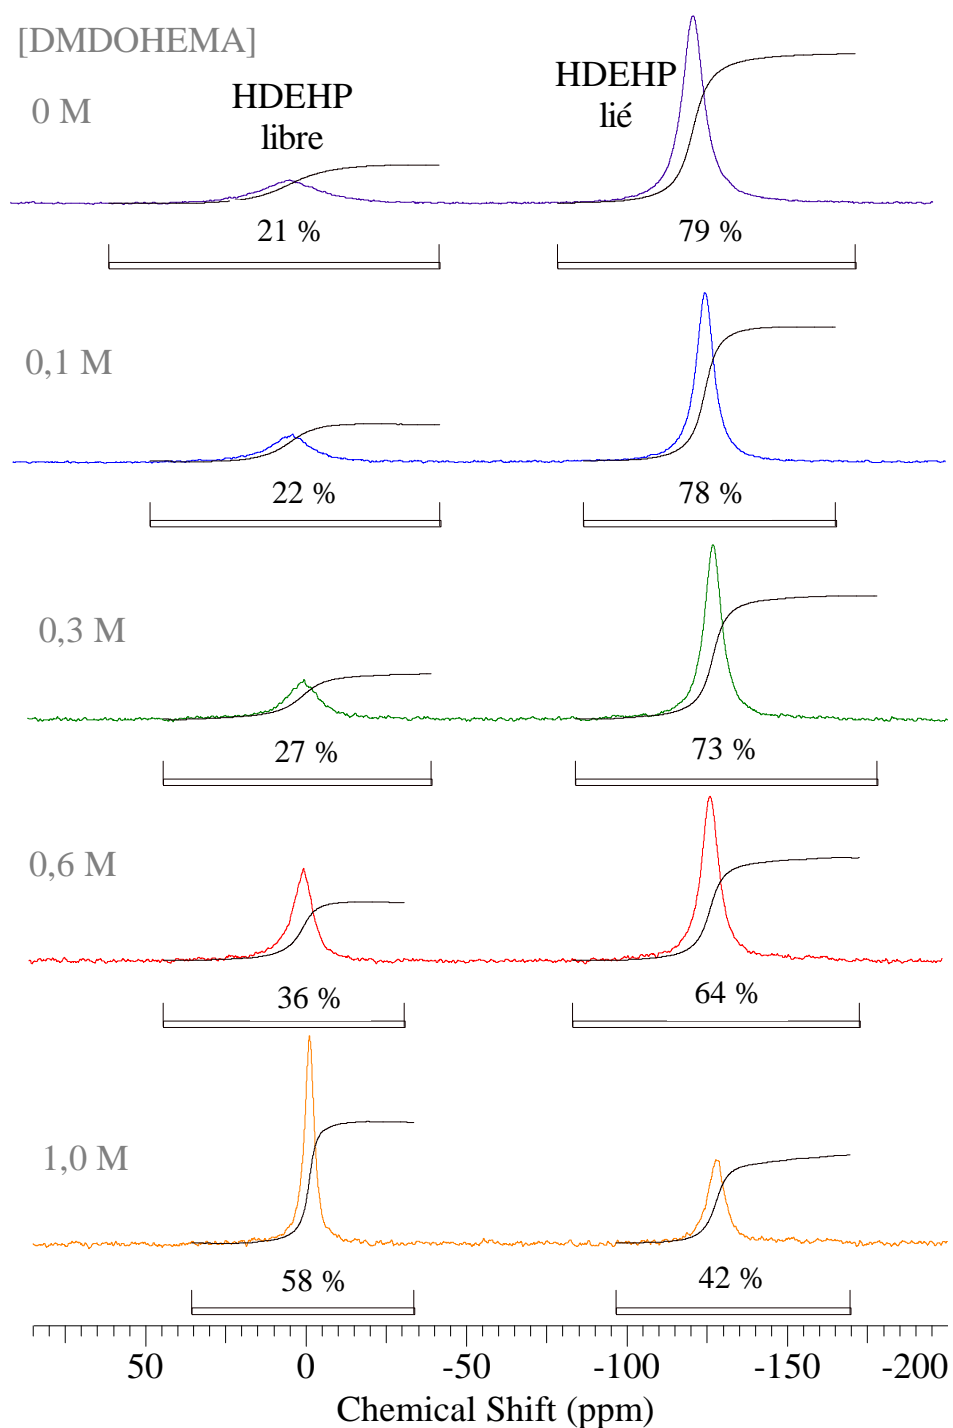 [DMDOHEMA]
0 M
HDEHP
libre
HDEHP
lié
21 %
79 %
0,1 M
22 %
78 %
0,3 M
27 %
73 %
0,6 M
36 %
64 %
1,0 M
58 %
42 %
50 0 -50 -100 -150 -200
Chemical Shift (ppm)